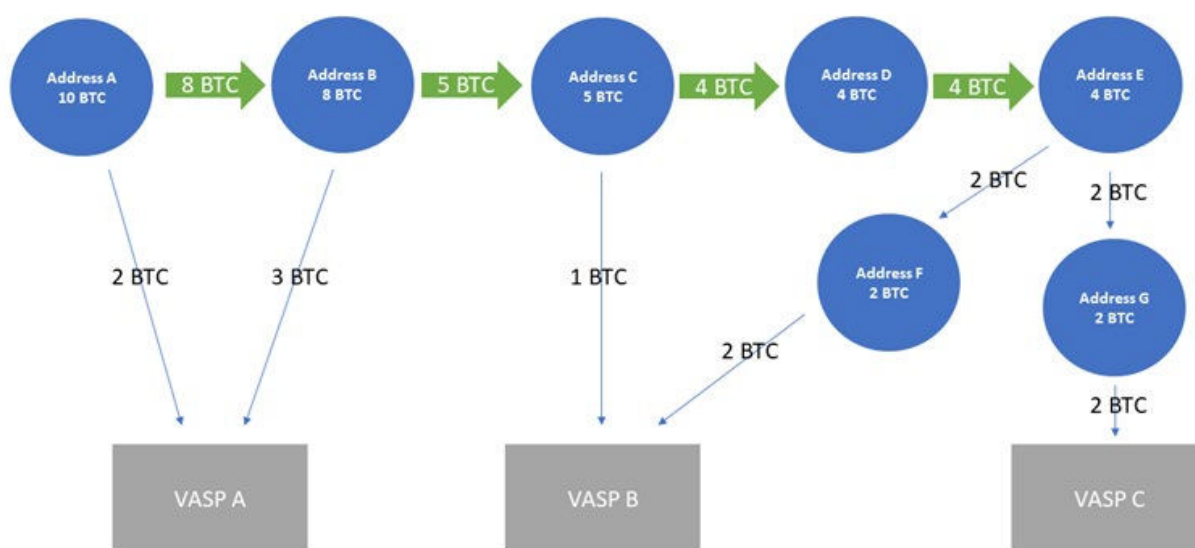 Address A
10 BTC
8 BTC
Address B
8 BTC
5 BTC
Address C
5 BTC
4 BTC
Address D
4 BTC
4 BTC
Address E
4 BTC
2 BTC
2 BTC
2 BTC
3 BTC
1 BTC
Address F
2 BTC
Address G
2 BTC
2 BTC
2 BTC
VASP A
VASP B
VASP C